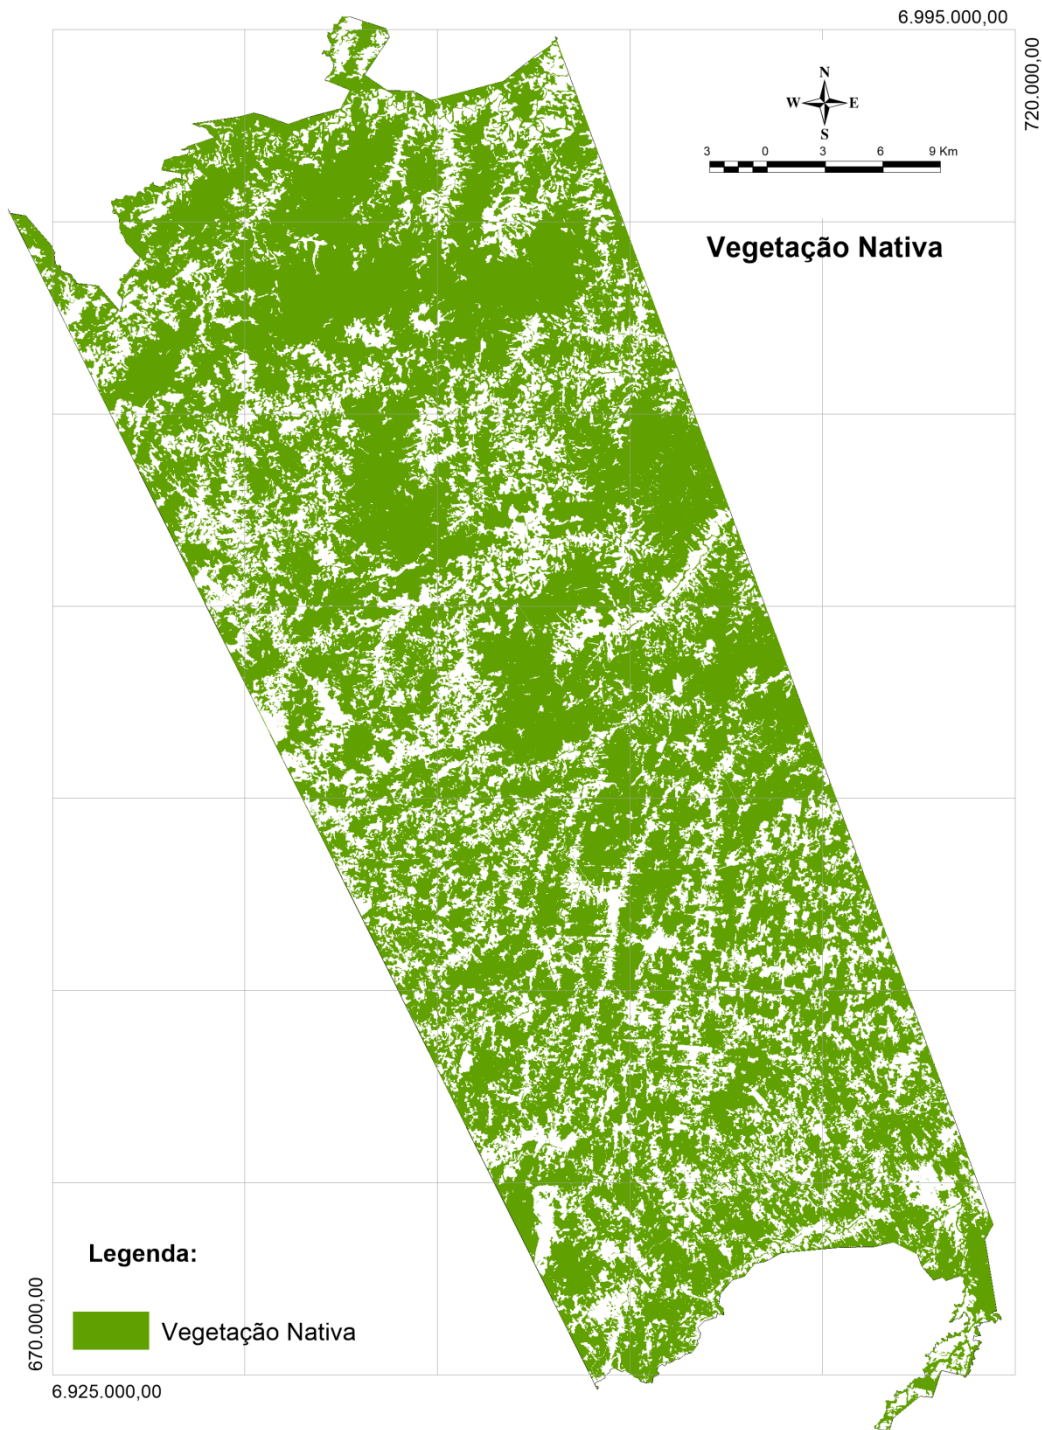 6.995.000,00
720.000,00
N
W E
S
3 0 3 6 9 Km
Vegetação Nativa
Legenda:
Vegetação Nativa
670.000,00
6.925.000,00